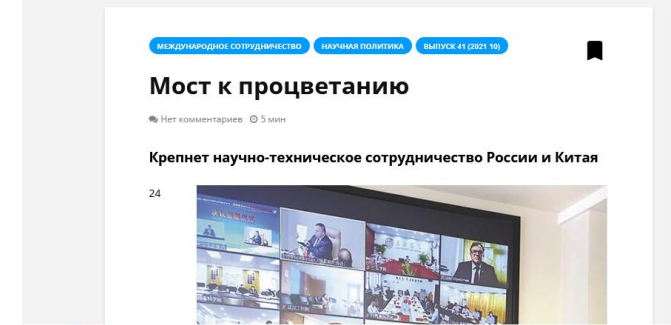 МЕЖДУНАРОДНОЕ СОТРУДНИЧЕСТВО НАУЧНАЯ ПОЛИТИКА ВЫПУСК 41 (2021 10)
Мост к процветанию
Нет комментариев 5 мин
Крепнет научно-техническое сотрудничество России и Китая
24